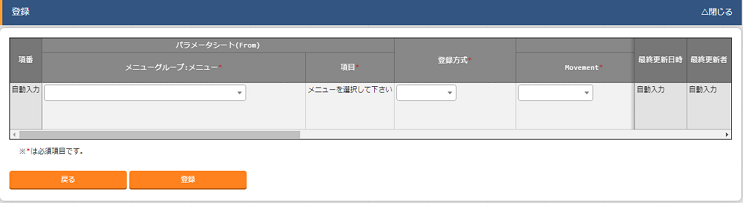 登録
△閉じる
項番
パラメータシート(From)
メニューグループ:メニュー*
項目*
登録方式*
Movement*
最終更新日時
最終更新者
自動入力
メニューを選択して下さい
自動入力
自動入力
※*は必須項目です。
戻る
登録